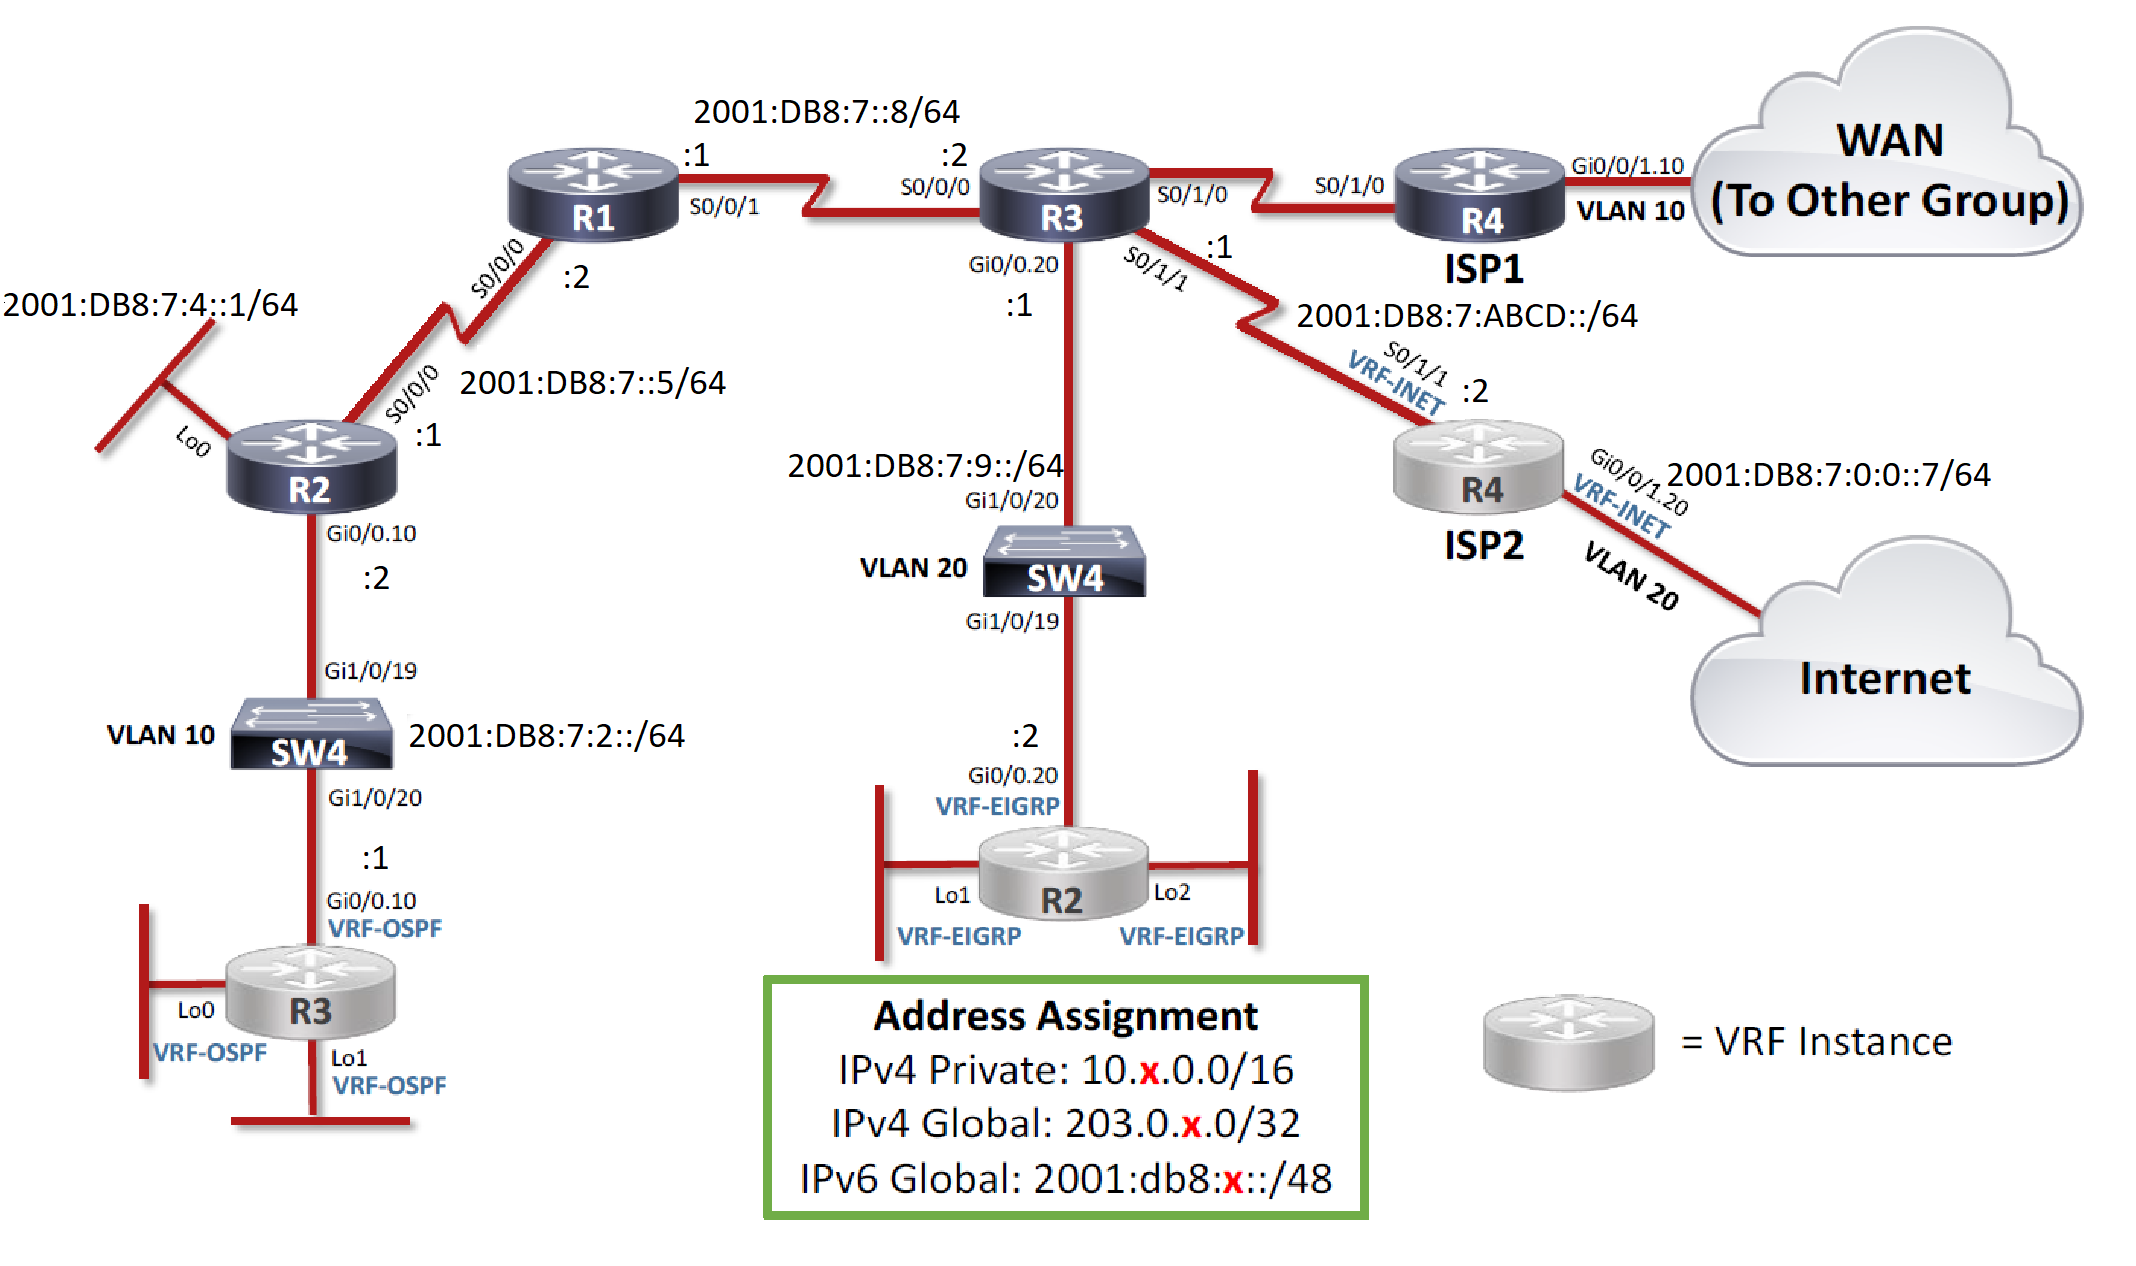 2001:DB8:7::8/64
:1
:2
S0/0/0
S0/0/1
R1
R3
S0/1/0
S0/1/0
R4
ISP1
Gi0/0/1.10
VLAN 10
WAN
(To Other Group)
S0/0/0
:2
Gi0/0.20
:1
S0/1/1
:1
2001:DB8:7:ABCD::/64
S0/1/1
VRF-INET
:2
2001:DB8:7:4::1/64
Lo0
S0/0/0
2001:DB8:7::5/64
:1
R2
Gi0/0.10
:2
Gi1/0/19
VLAN 10
SW4
2001:DB8:7:2::/64
Gi1/0/20
:1
Gi0/0.10
VRF-OSPF
R3
Lo0
VRF-OSPF
Lo1
VRF-OSPF
2001:DB8:7:9::/64
Gi1/0/20
VLAN 20
SW4
Gi1/0/19
:2
Gi0/0.20
VRF-EIGRP
R2
Lo1
VRF-EIGRP
Lo2
VRF-EIGRP
R4
ISP2
Gi0/0/1.20
VRF-INET
2001:DB8:7:0:0::7/64
VLAN 20
Internet
Address Assignment
IPv4 Private: 10.x.0.0/16
IPv4 Global: 203.0.x.0/32
IPv6 Global: 2001:db8:x::/48
= VRF Instance